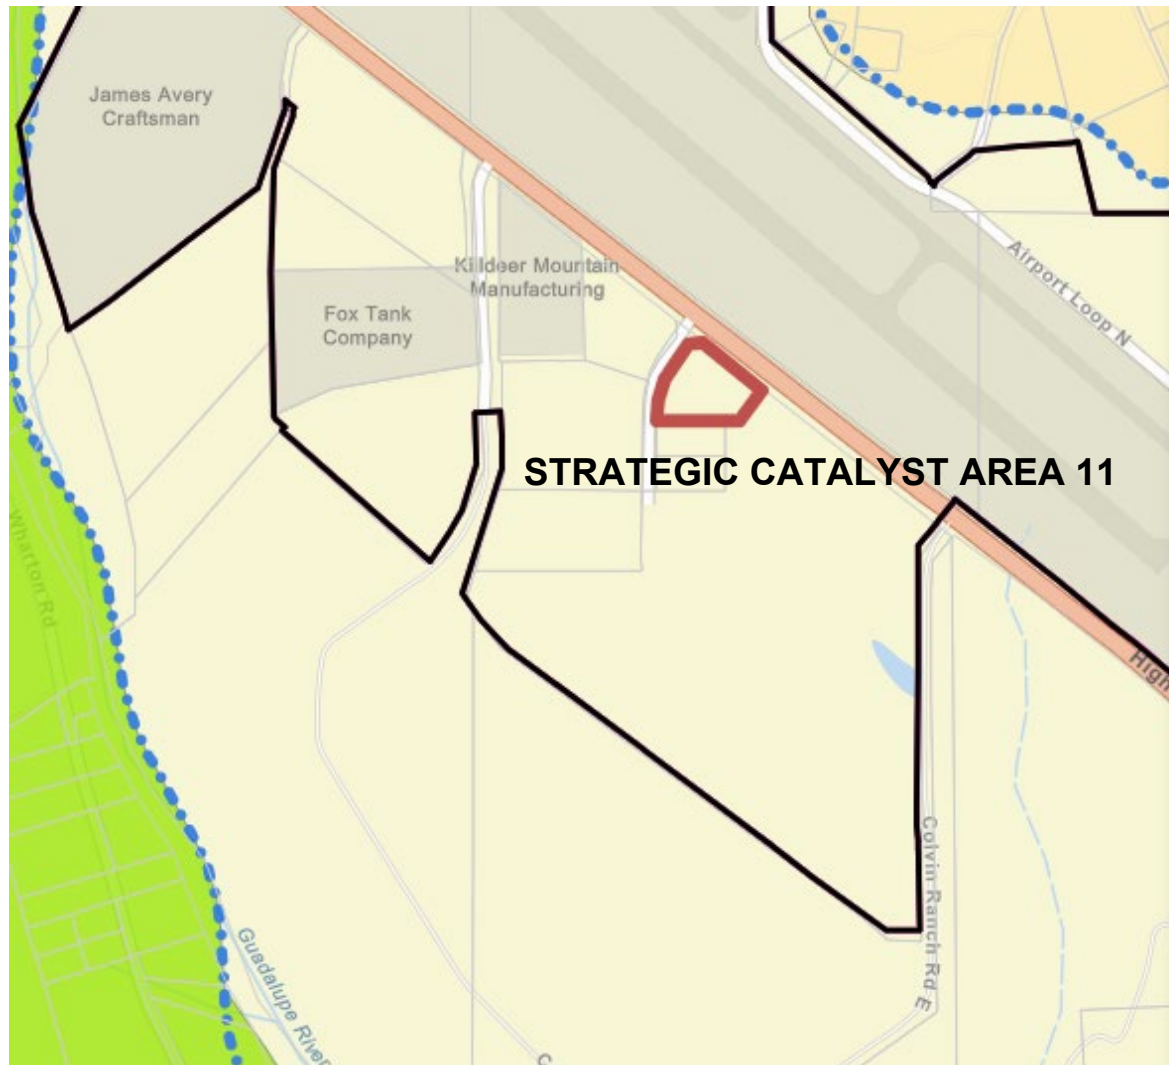 James Avery
Craftsman
Airport Loop N
Killdeer Mountain
Manufacturing
Fox Tank
Company
STRATEGIC CATALYST AREA 11
Wharton Rd
High
Colvin Ranch Rd E
Guadalupe River
C